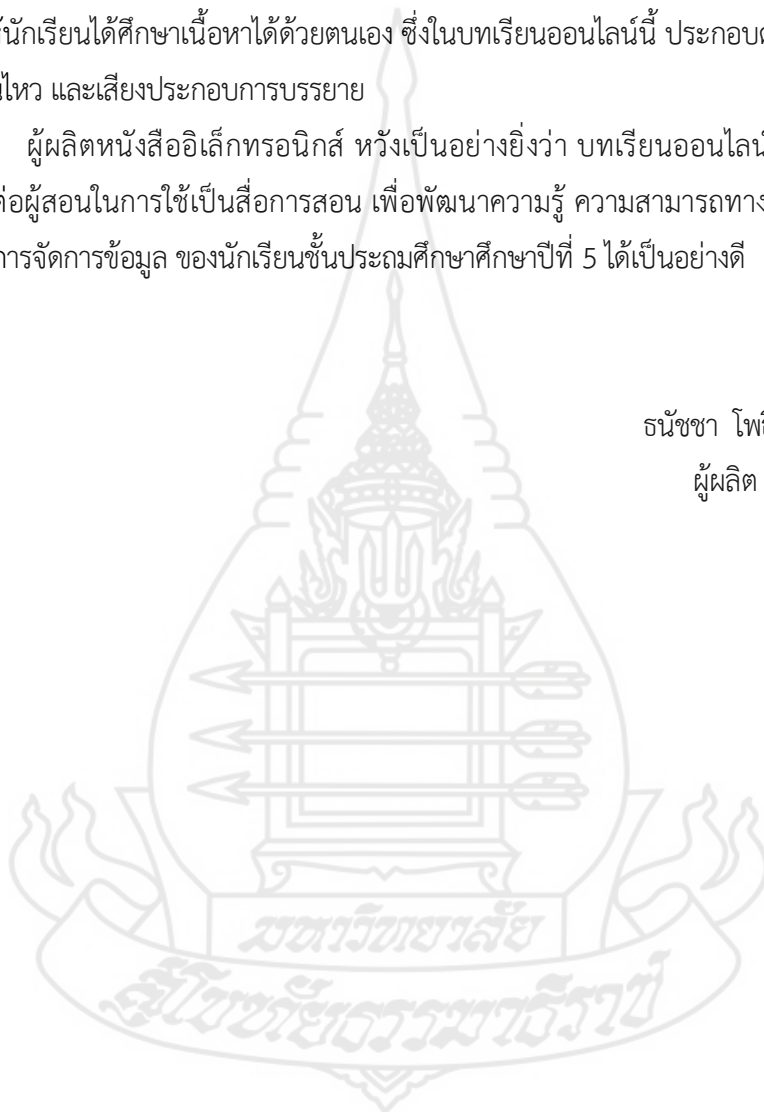 นักเรียนได้ศึกษาเนื้อหาได้ด้วยตนเอง ซึ่งในบทเรียนออนไลน์นี้ ประกอบ
ไหว และเสียงประกอบการบรรยาย
ผู้ผลิตหนังสืออิเล็กทรอนิกส์ หวังเป็นอย่างยิ่งว่า บทเรียนออนไลน์
ต่อผู้สอนในการใช้เป็นสื่อการสอน เพื่อพัฒนาความรู้ ความสามารถทาง
การจัดการข้อมูล ของนักเรียนชั้นประถมศึกษาศึกษาปีที่ 5 ได้เป็นอย่างดี
ธนัชชา
ผู้ผลิต
มหาวิทยาลัย
สุโขทัยธรรมาธิราช